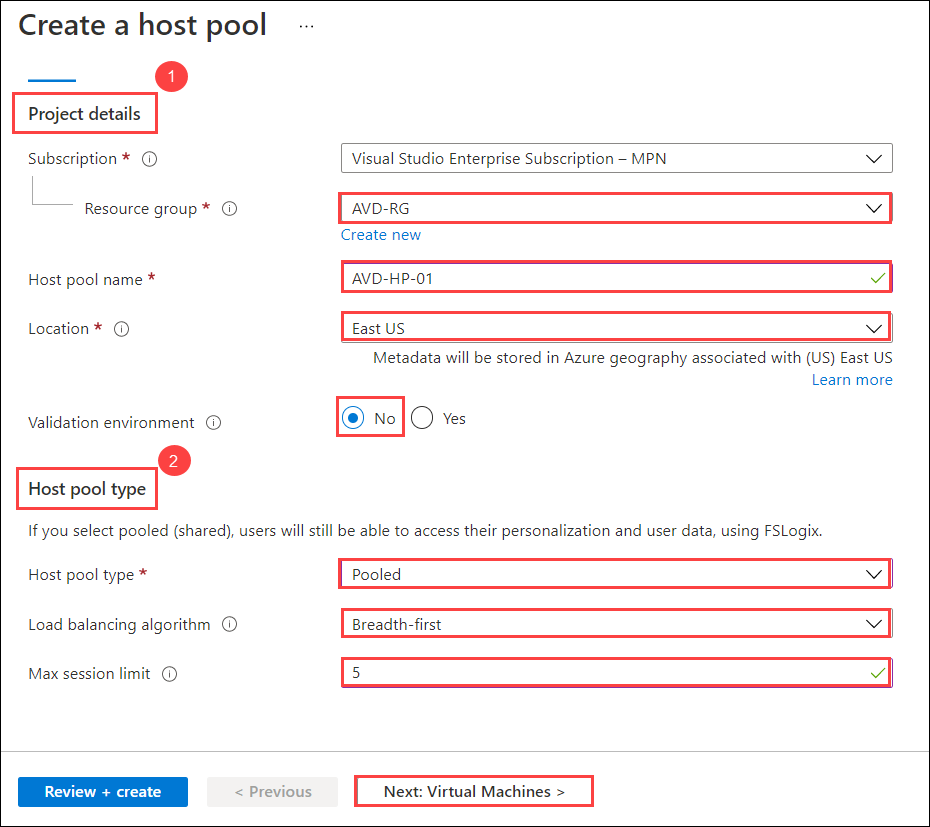 Create a host pool ...
1
Project details
Subscription * Visual Studio Enterprise Subscription – MPN
Resource group * AVD-RG
Create new
Host pool name * AVD-HP-01
Location * East US
Metadata will be stored in Azure geography associated with (US) East US
Learn more
Validation environment No Yes
2
Host pool type
If you select pooled (shared), users will still be able to access their personalization and user data, using FSLogix.
Host pool type * Pooled
Load balancing algorithm Breadth-first
Max session limit 5
Review + create < Previous Next: Virtual Machines >